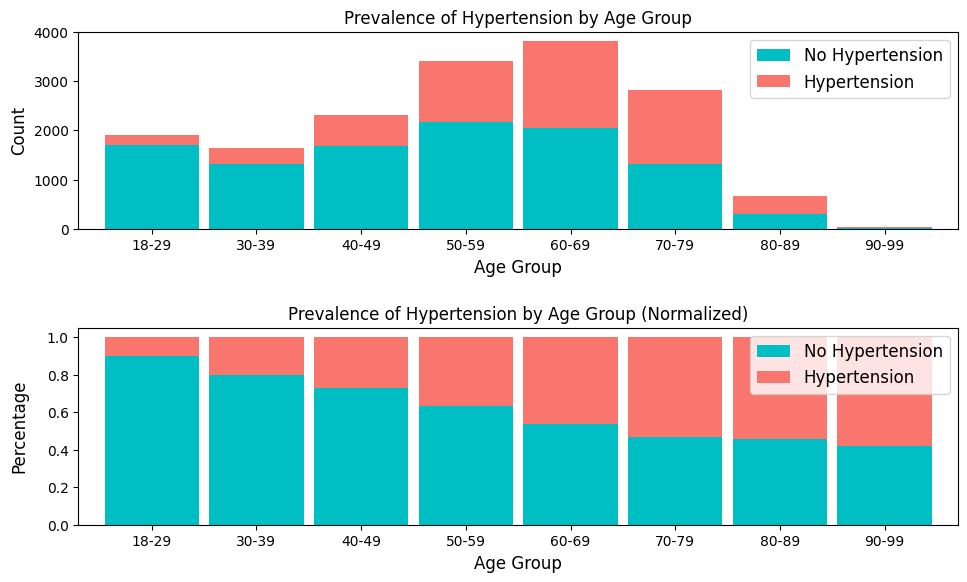 Prevalence of Hypertension by Age Group
4000
3000
2000
1000
0
Count
No Hypertension
Hypertension
18-29 30-39 40-49 50-59 60-69 70-79 80-89 90-99
Age Group
Prevalence of Hypertension by Age Group (Normalized)
1.0
0.8
0.6
0.4
0.2
0.0
Percentage
No Hypertension
Hypertension
18-29 30-39 40-49 50-59 60-69 70-79 80-89 90-99
Age Group